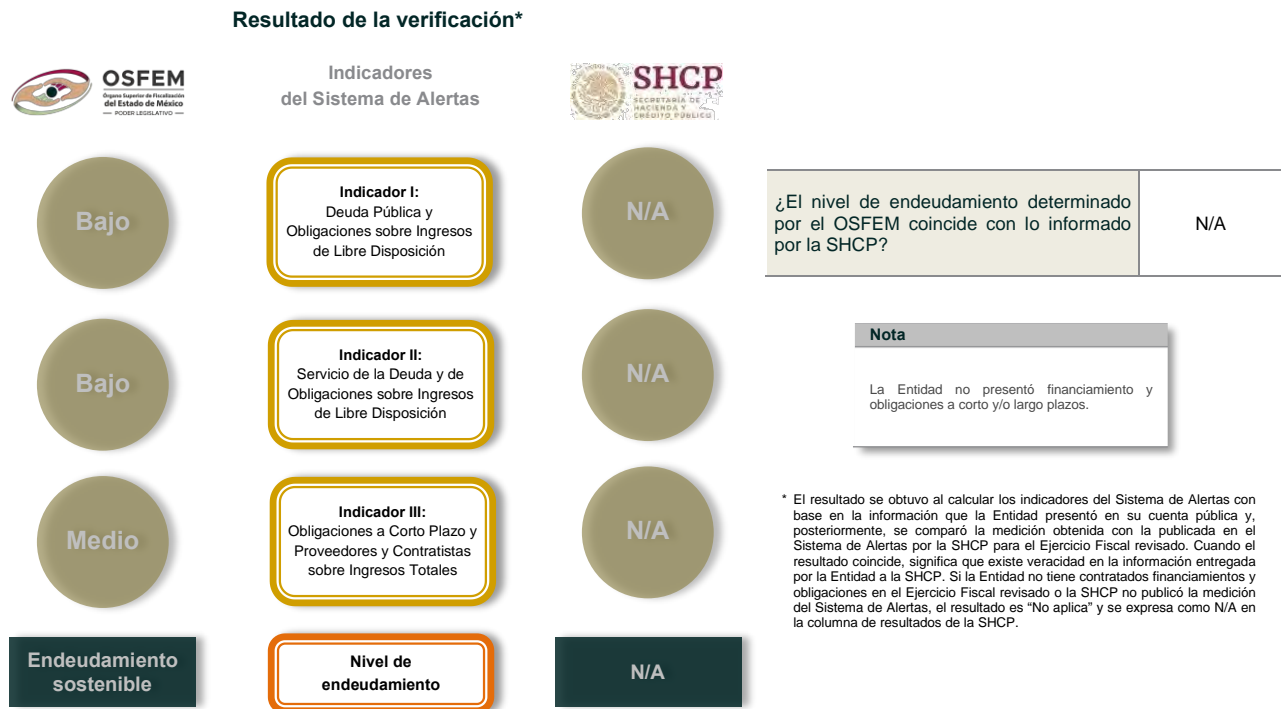 Resultado de la verificación*
OSFEM
Órgano Superior de Fiscalización
del Estado de México
— PODER LEGISLATIVO —
Indicadores
del Sistema de Alertas
SHCP
SECRETARÍA DE
HACIENDA Y
CRÉDITO PÚBLICO
Bajo
Indicador I:
Deuda Pública y
Obligaciones sobre Ingresos
de Libre Disposición
N/A
¿El nivel de endeudamiento determinado
por el OSFEM coincide con lo informado
por la SHCP?
N/A
Bajo
Indicador II:
Servicio de la Deuda y de
Obligaciones sobre Ingresos
de Libre Disposición
N/A
Nota
La Entidad no presentó financiamiento y
obligaciones a corto y/o largo plazos.
Medio
Indicador III:
Obligaciones a Corto Plazo y
Proveedores y Contratistas
sobre Ingresos Totales
N/A
* El resultado se obtuvo al calcular los indicadores del Sistema de Alertas con
base en la información que la Entidad presentó en su cuenta pública y,
posteriormente, se comparó la medición obtenida con la publicada en el
Sistema de Alertas por la SHCP para el Ejercicio Fiscal revisado. Cuando el
resultado coincide, significa que existe veracidad en la información entregada
por la Entidad a la SHCP. Si la Entidad no tiene contratados financiamientos y
obligaciones en el Ejercicio Fiscal revisado o la SHCP no publicó la medición
del Sistema de Alertas, el resultado es “No aplica” y se expresa como N/A en
la columna de resultados de la SHCP.
Endeudamiento
sostenible
Nivel de
endeudamiento
N/A